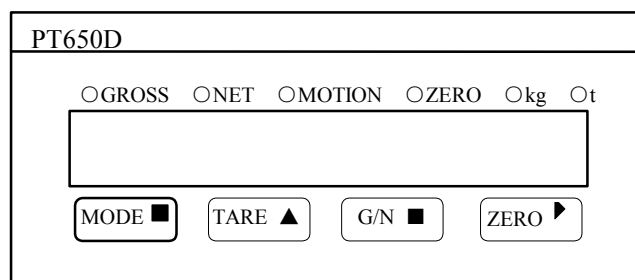 PT650D
○GROSS ○NET ○MOTION ○ZERO ○kg ○t
MODE ■ TARE ▲ G/N ■ ZERO ▶